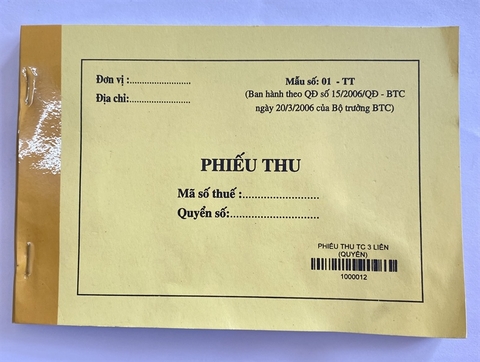 Đơn vị :......................
Địa chỉ:......................
Mẫu số: 01 - TT
(Ban hành theo QĐ số 15/2006/QĐ - BTC
ngày 20/3/2006 của Bộ trưởng BTC)
PHIẾU THU
Mã số thuế :........................
Quyển số:............................
PHIẾU THU TC 3 LIÊN
(QUYỂN)
1000012